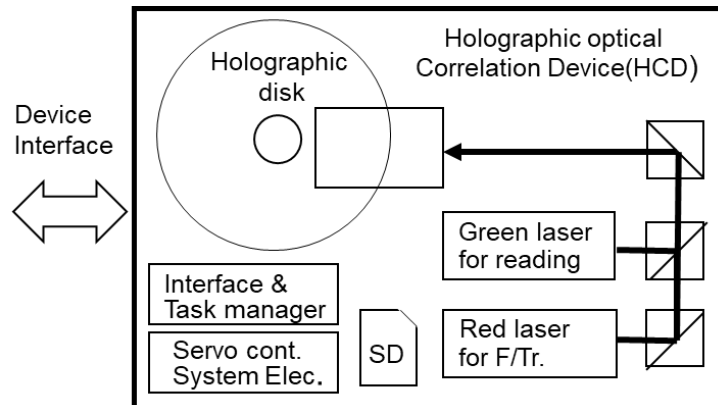 Holographic optical
Correlation Device(HCD)
Holographic
disk
Device
Interface
Green laser
for reading
Interface &
Task manager
Servo cont.
System Elec.
SD
Red laser
for F/Tr.